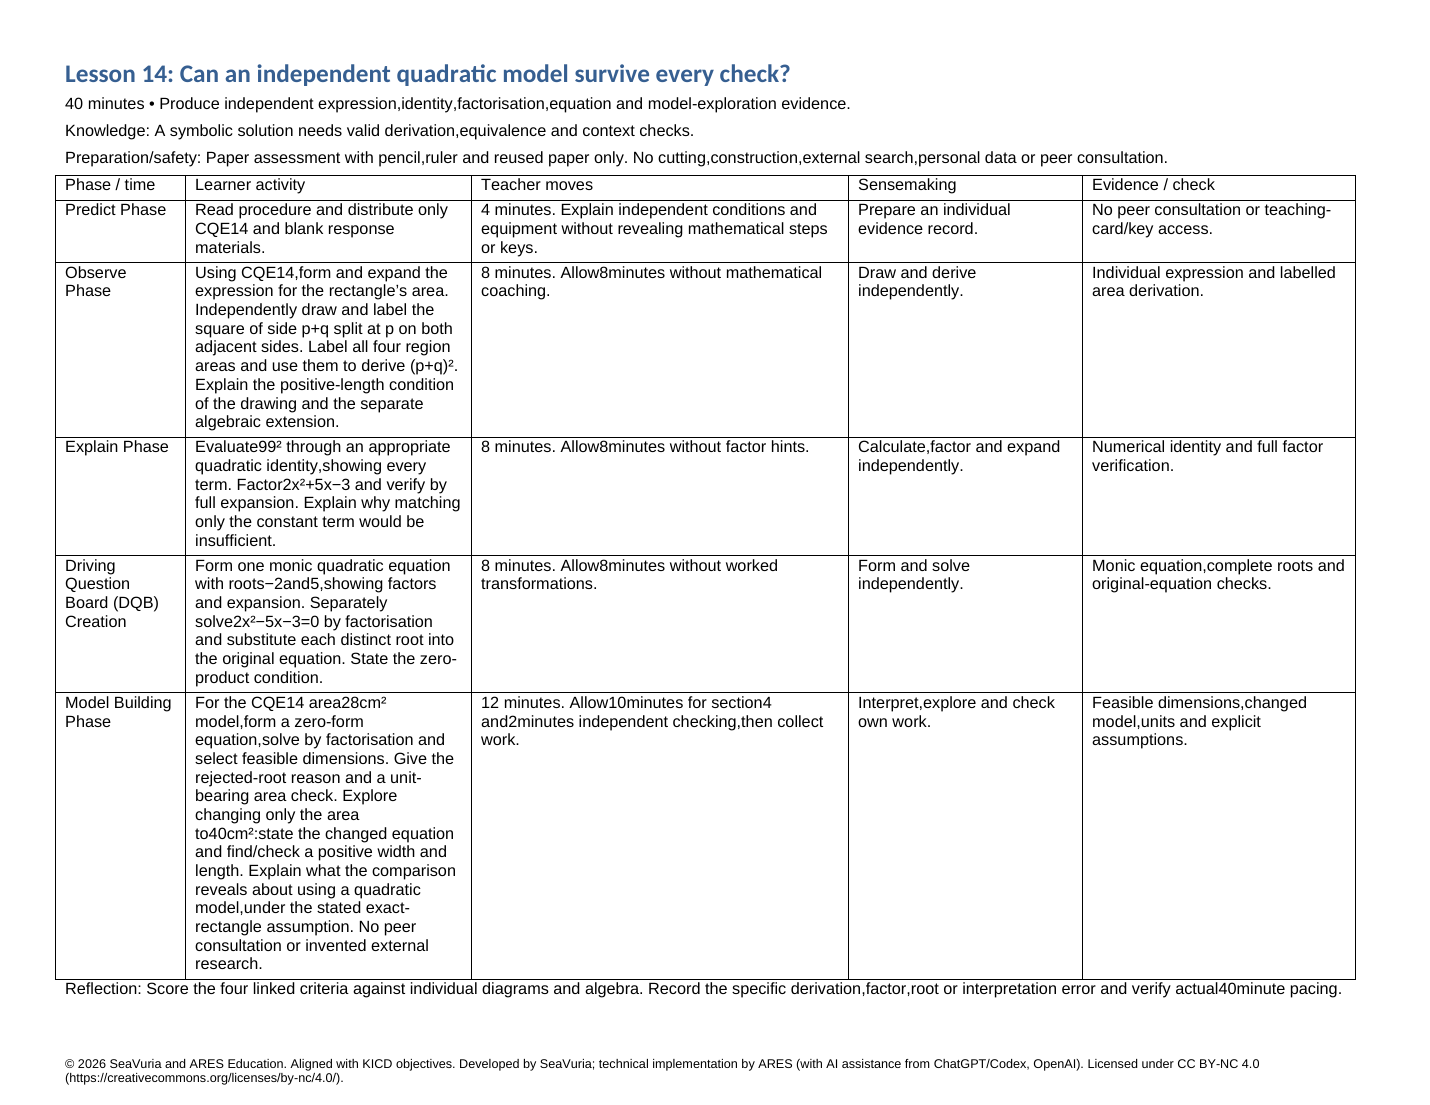 Lesson 14: Can an independent quadratic model survive every check?
40 minutes • Produce independent expression,identity,factorisation,equation and model-exploration evidence.
Knowledge: A symbolic solution needs valid derivation,equivalence and context checks.
Preparation/safety: Paper assessment with pencil,ruler and reused paper only. No cutting,construction,external search,personal data or peer consultation.
Phase / time
Learner activity
Teacher moves
Sensemaking
Evidence / check
Predict Phase
Read procedure and distribute only
CQE14 and blank response
materials.
4 minutes. Explain independent conditions and
equipment without revealing mathematical steps
or keys.
Prepare an individual
evidence record.
No peer consultation or teaching-
card/key access.
Observe
Phase
Using CQE14,form and expand the
expression for the rectangle’s area.
Independently draw and label the
square of side p+q split at p on both
adjacent sides. Label all four region
areas and use them to derive (p+q)².
Explain the positive-length condition
of the drawing and the separate
algebraic extension.
8 minutes. Allow8minutes without mathematical
coaching.
Draw and derive
independently.
Individual expression and labelled
area derivation.
Explain Phase
Evaluate99² through an appropriate
quadratic identity,showing every
term. Factor2x²+5x−3 and verify by
full expansion. Explain why matching
only the constant term would be
insufficient.
8 minutes. Allow8minutes without factor hints.
Calculate,factor and expand
independently.
Numerical identity and full factor
verification.
Driving
Question
Board (DQB)
Creation
Form one monic quadratic equation
with roots−2and5,showing factors
and expansion. Separately
solve2x²−5x−3=0 by factorisation
and substitute each distinct root into
the original equation. State the zero-
product condition.
8 minutes. Allow8minutes without worked
transformations.
Form and solve
independently.
Monic equation,complete roots and
original-equation checks.
Model Building
Phase
For the CQE14 area28cm²
model,form a zero-form
equation,solve by factorisation and
select feasible dimensions. Give the
rejected-root reason and a unit-
bearing area check. Explore
changing only the area
to40cm²:state the changed equation
and find/check a positive width and
length. Explain what the comparison
reveals about using a quadratic
model,under the stated exact-
rectangle assumption. No peer
consultation or invented external
research.
12 minutes. Allow10minutes for section4
and2minutes independent checking,then collect
work.
Interpret,explore and check
own work.
Feasible dimensions,changed
model,units and explicit
assumptions.
Reflection: Score the four linked criteria against individual diagrams and algebra. Record the specific derivation,factor,root or interpretation error and verify actual40minute pacing.
© 2026 SeaVuria and ARES Education. Aligned with KICD objectives. Developed by SeaVuria; technical implementation by ARES (with AI assistance from ChatGPT/Codex, OpenAI). Licensed under CC BY-NC 4.0
(https://creativecommons.org/licenses/by-nc/4.0/).